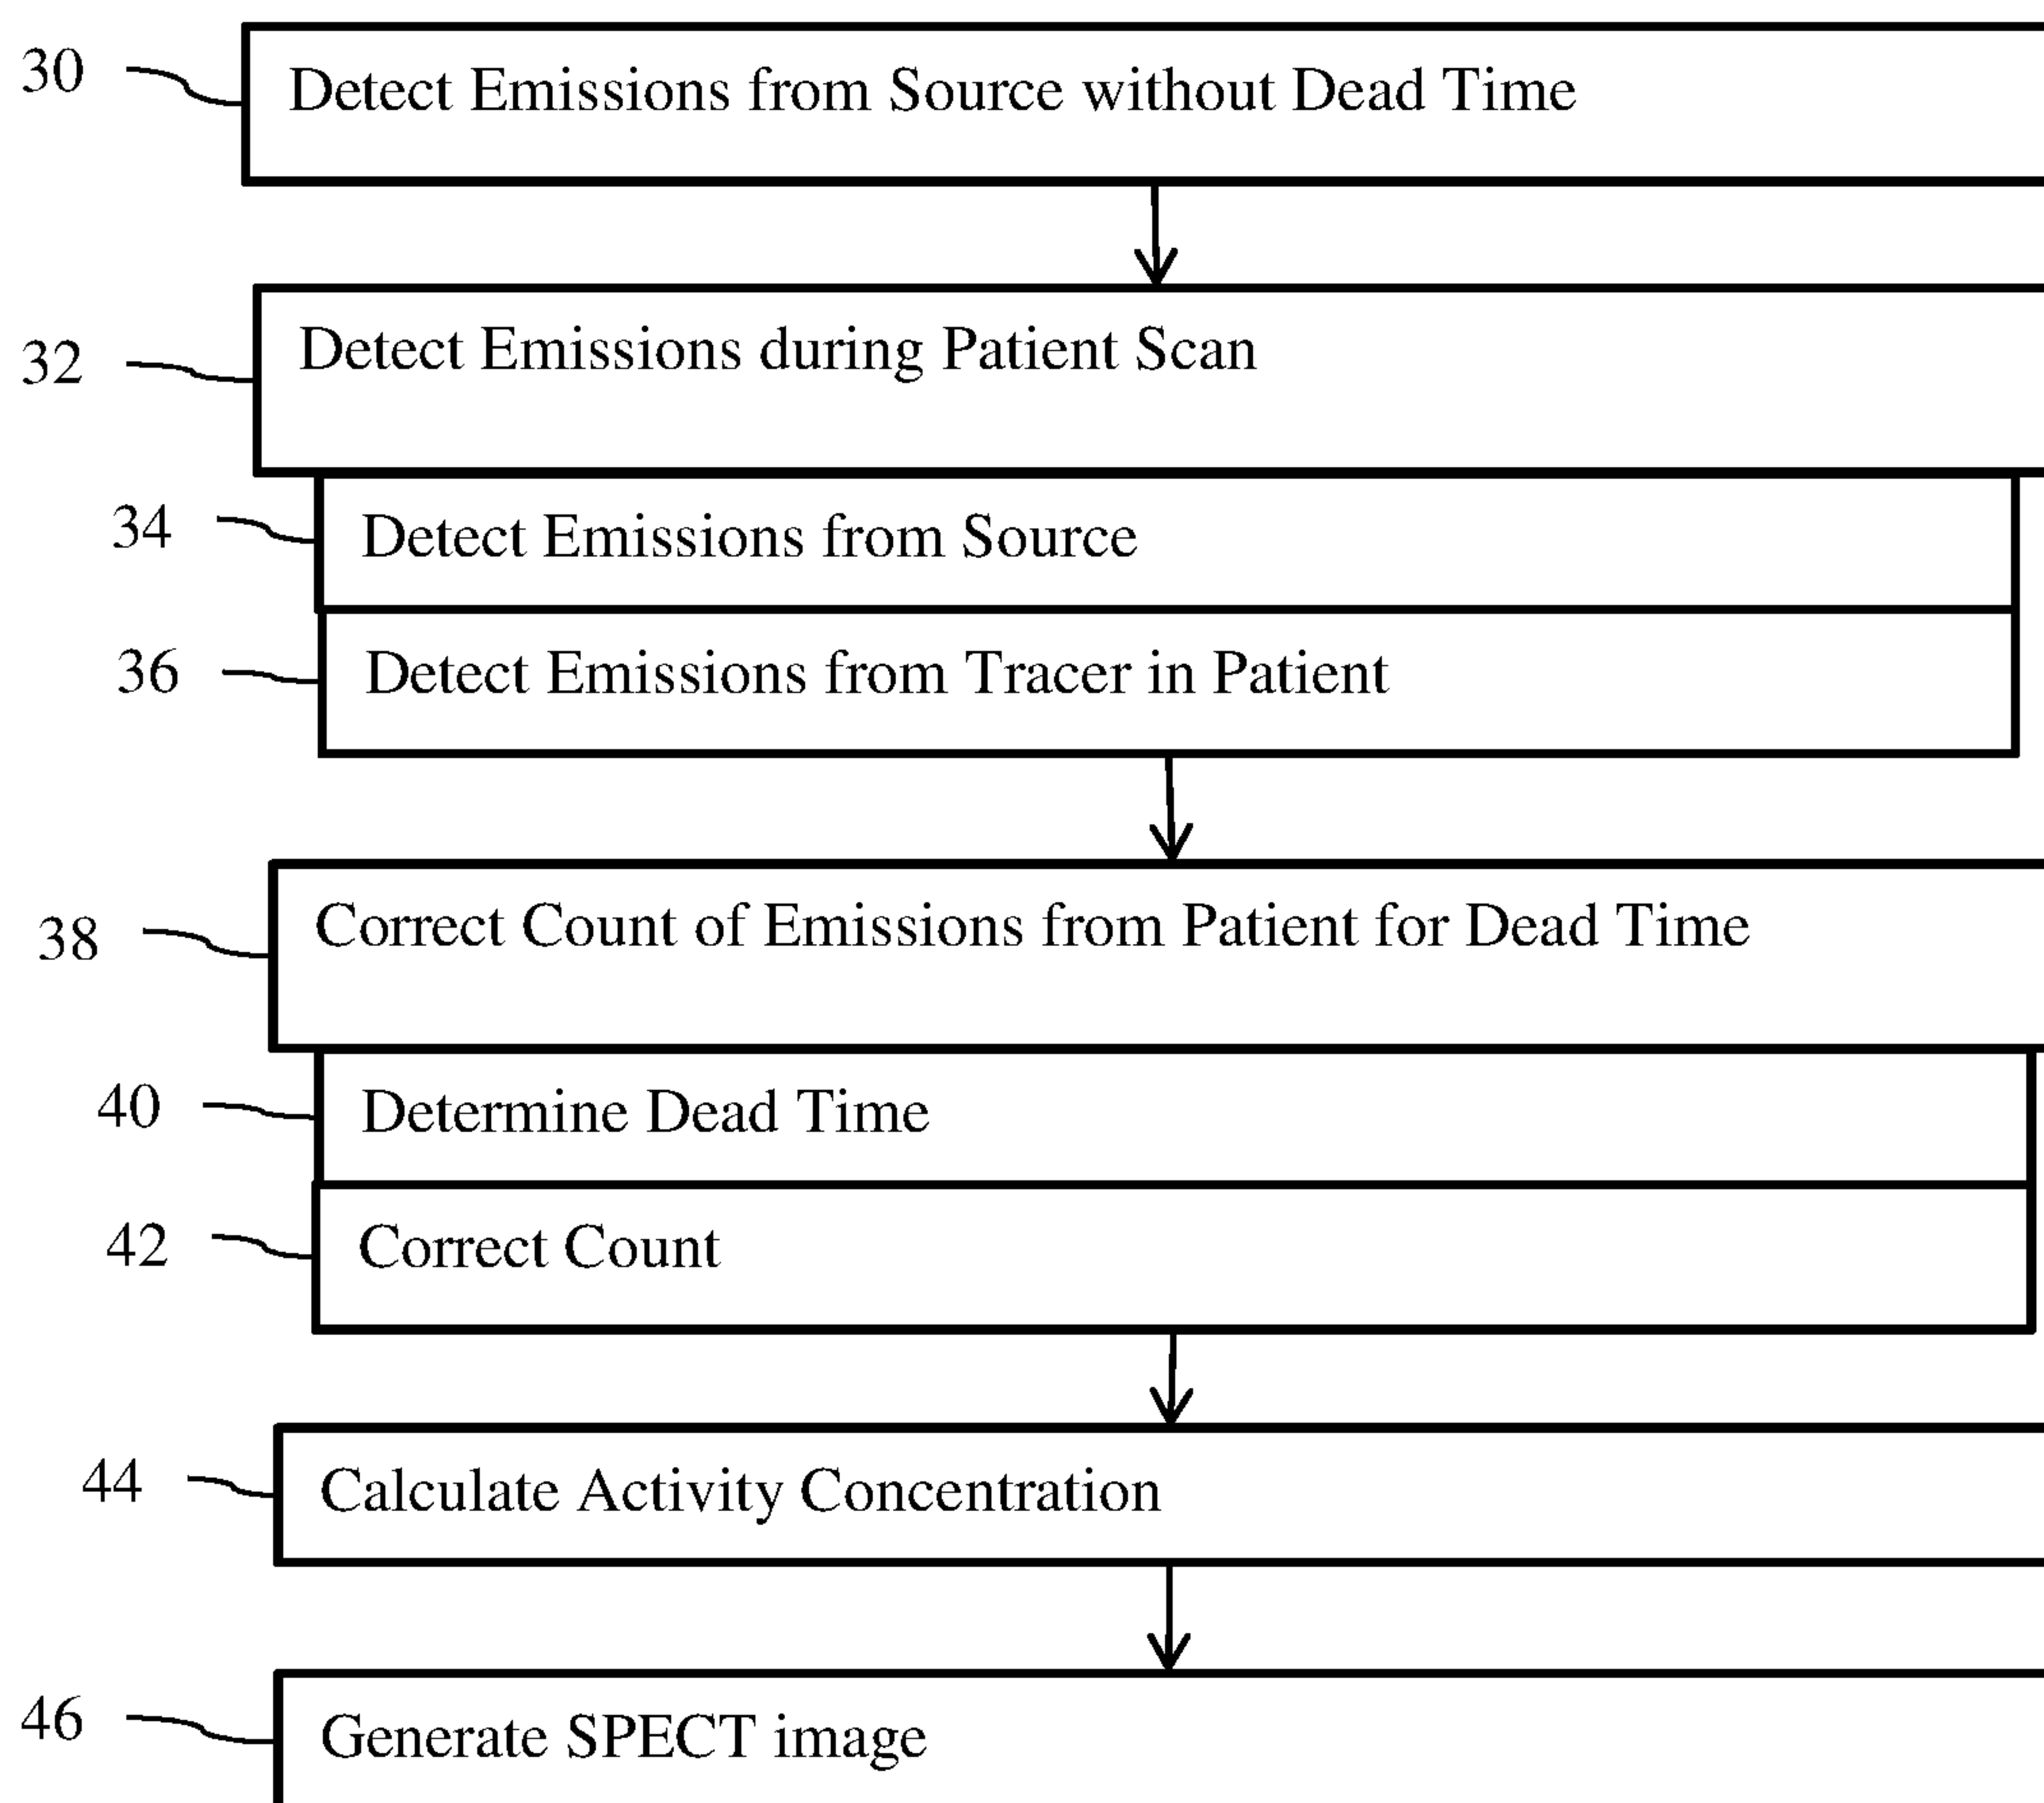 30 Detect Emissions from Source without Dead Time
32 Detect Emissions during Patient Scan
34 Detect Emissions from Source
36 Detect Emissions from Tracer in Patient
38 Correct Count of Emissions from Patient for Dead Time
40 Determine Dead Time
42 Correct Count
44 Calculate Activity Concentration
46 Generate SPECT image